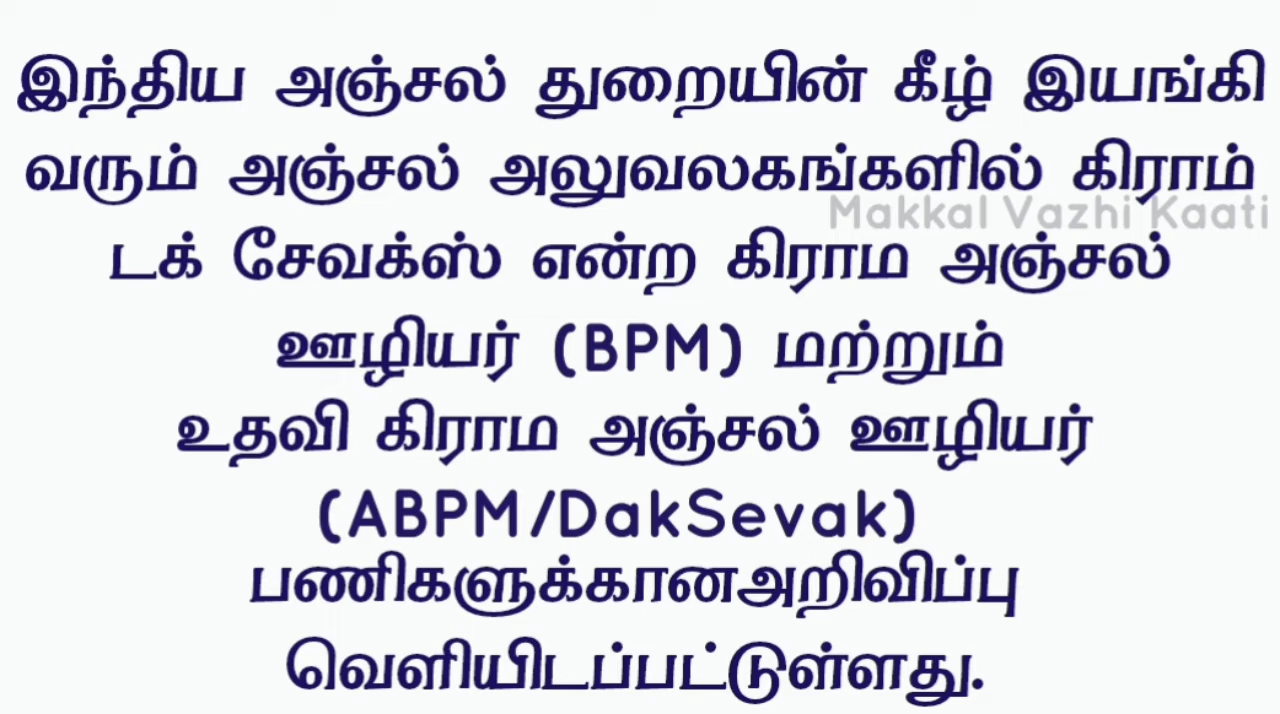 இந்திய அஞ்சல் துறையின் கீழ் இயங்கி
வரும் அஞ்சல் அலுவலகங்களில் கிராம்
Makkal Vazhi Kaati
டக் சேவக்ஸ் என்ற கிராம அஞ்சல்
ஊழியர் (BPM) மற்றும்
உதவி கிராம அஞ்சல் ஊழியர்
(ABPM/DakSevak)
பணிகளுக்கானஅறிவிப்பு
வெளியிடப்பட்டுள்ளது.